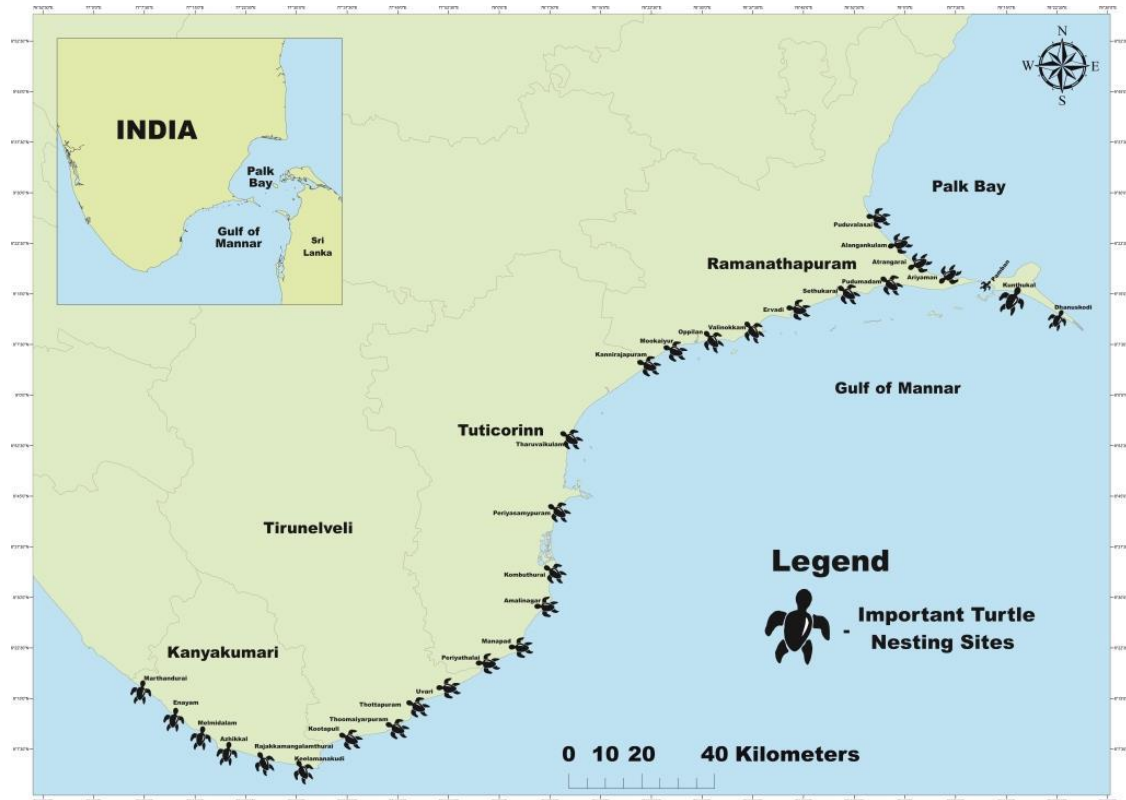 INDIA
Palk
Bay
Gulf of
Mannar
Sri
Lanka
N
W
E
S
Palk Bay
Puduvalasai
Alangankulam
Atrangarai
Ariyaman
Pamban
Kunthukal
Dhanuskodi
Ramanathapuram
Pudumadam
Sethukarai
Ervadi
Valinokkam
Oppilan
Mookaiyur
Kannirajapuram
Gulf of Mannar
Tuticorinn
Tharuvaikulam
Periyasamypuram
Tirunelveli
Kombuthurai
Amalinagar
Manapad
Periyathalai
Uvari
Thottapuram
Thoomaiyarpuram
Kootapuli
Kanyakumari
Marthandurai
Enayam
Melmidalam
Azhikkal
Rajakkamangalamthurai
Keelamanakudi
Legend
- Important Turtle
Nesting Sites
0 10 20 40 Kilometers